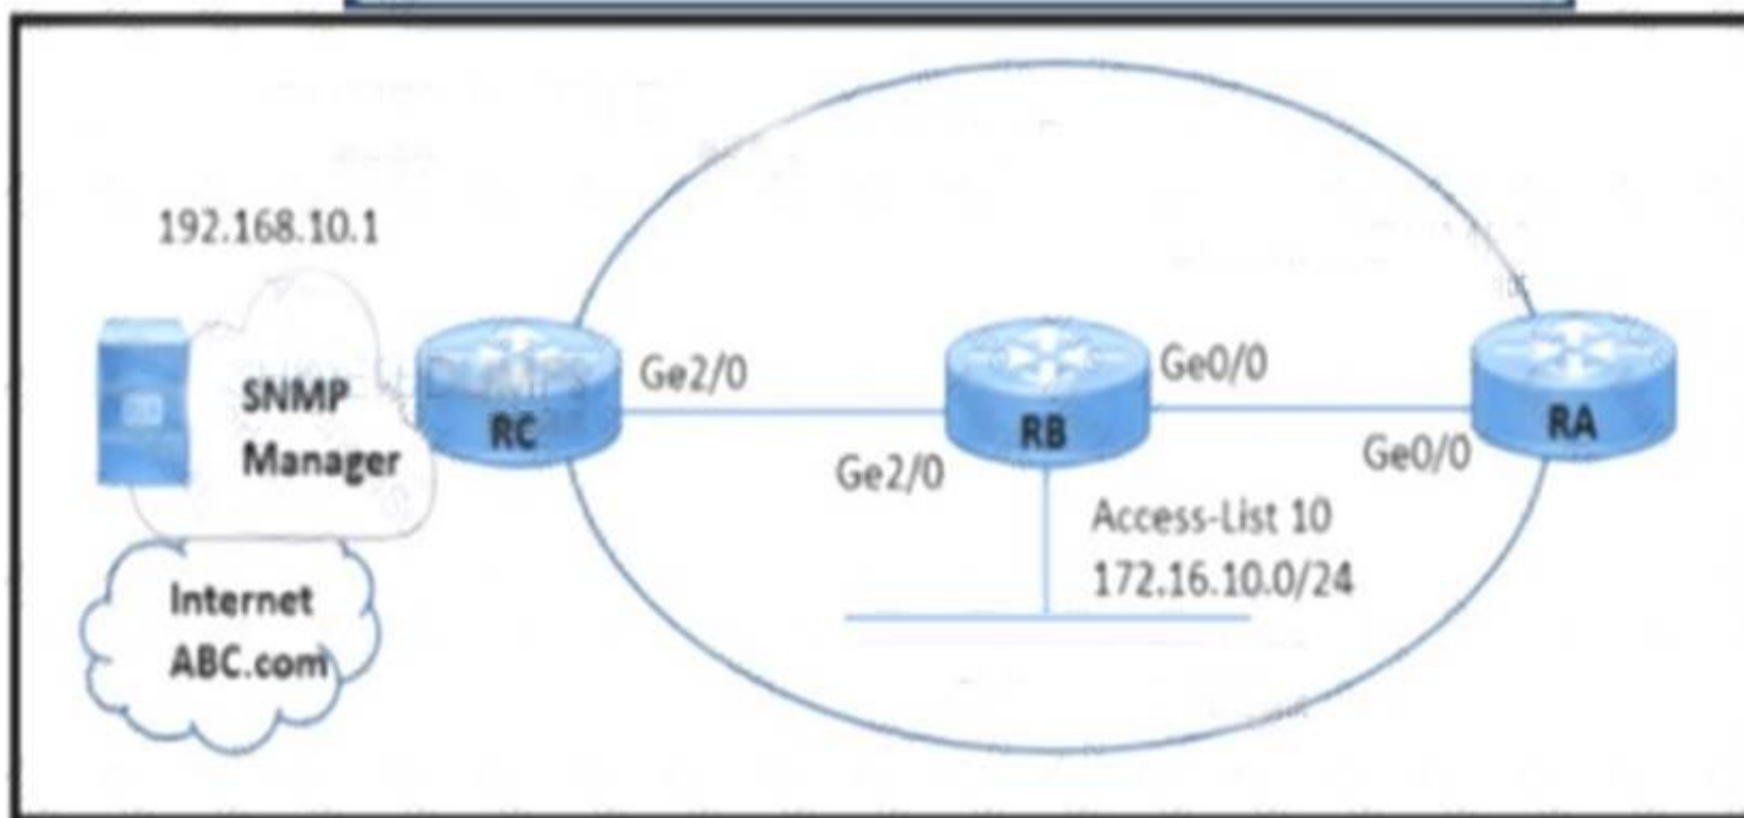 192.168.10.1
SNMP
Manager
RC
Ge2/0
Ge2/0
RB
Ge0/0
Ge0/0
RA
Access-List 10
172.16.10.0/24
Internet
ABC.com